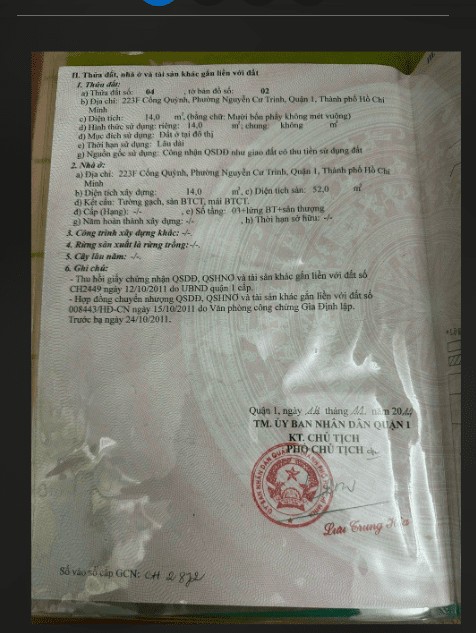 II. Thửa đất, nhà ở và tài sản khác gắn liền với đất
1. Thửa đất:
a) Thửa đất số: 04 , tờ bản đồ số: 02
b) Địa chỉ: 223F Cống Quỳnh, Phường Nguyễn Cư Trinh, Quận 1, Thành phố Hồ Chí
Minh
c) Diện tích: 14,0 m², (bằng chữ: Mười bốn phẩy không mét vuông)
d) Hình thức sử dụng: riêng: 14,0 m²; chung: không m²
đ) Mục đích sử dụng: Đất ở tại đô thị
e) Thời hạn sử dụng: Lâu dài
g) Nguồn gốc sử dụng: Công nhận QSDĐ như giao đất có thu tiền sử dụng đất
2. Nhà ở:
a) Địa chỉ: 223F Cống Quỳnh, Phường Nguyễn Cư Trinh, Quận 1, Thành phố Hồ Chí
Minh
b) Diện tích xây dựng: 14,0 m², c) Diện tích sàn: 52,0 m²
d) Kết cấu: Tường gạch, sàn BTCT, mái BTCT.
đ) Cấp (Hạng): -/- , e) Số tầng: 03+lửng BT+sân thượng
g) Năm hoàn thành xây dựng: -/- , h) Thời hạn sở hữu: -/-
3. Công trình xây dựng khác: -/-.
4. Rừng sản xuất là rừng trồng: -/-.
5. Cây lâu năm: -/-.
6. Ghi chú:
- Thu hồi giấy chứng nhận QSDĐ, QSHNƠ và tài sản khác gắn liền với đất số
CH2449 ngày 12/10/2011 do UBND quận 1 cấp.
- Hợp đồng chuyển nhượng QSDĐ, QSHNƠ và tài sản khác gắn liền với đất số
008443/HĐ-CN ngày 15/10/2011 do Văn phòng công chứng Gia Định lập.
Trước bạ ngày 24/10/2011.
Quận 1, ngày tháng năm 20
TM. ỦY BAN NHÂN DÂN QUẬN 1
KT. CHỦ TỊCH
PHÓ CHỦ TỊCH
Lưu Trung
Số vào sổ cấp GCN: CH 2872